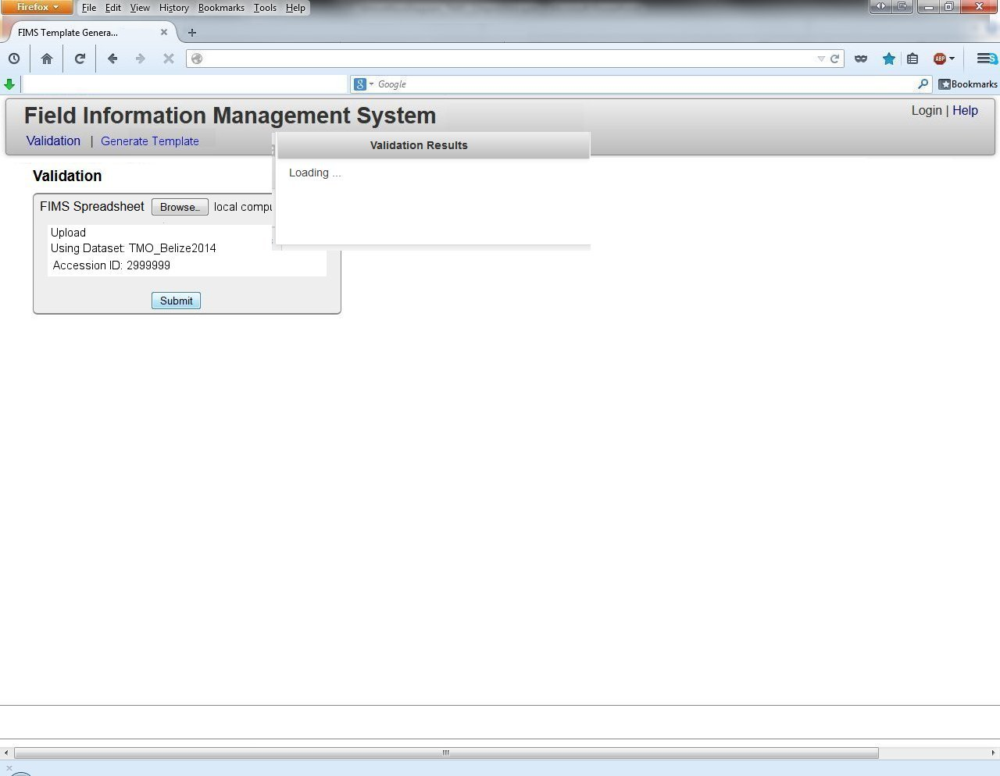 Firefox File Edit View History Bookmarks Tools Help
FIMS Template Genera...
ABP
Google
Bookmarks
Field Information Management System
Login | Help
Validation | Generate Template
Validation Results
Loading ...
Validation
FIMS Spreadsheet Browse.. local compu
Upload
Using Dataset: TMO_Belize2014
Accession ID: 2999999
Submit